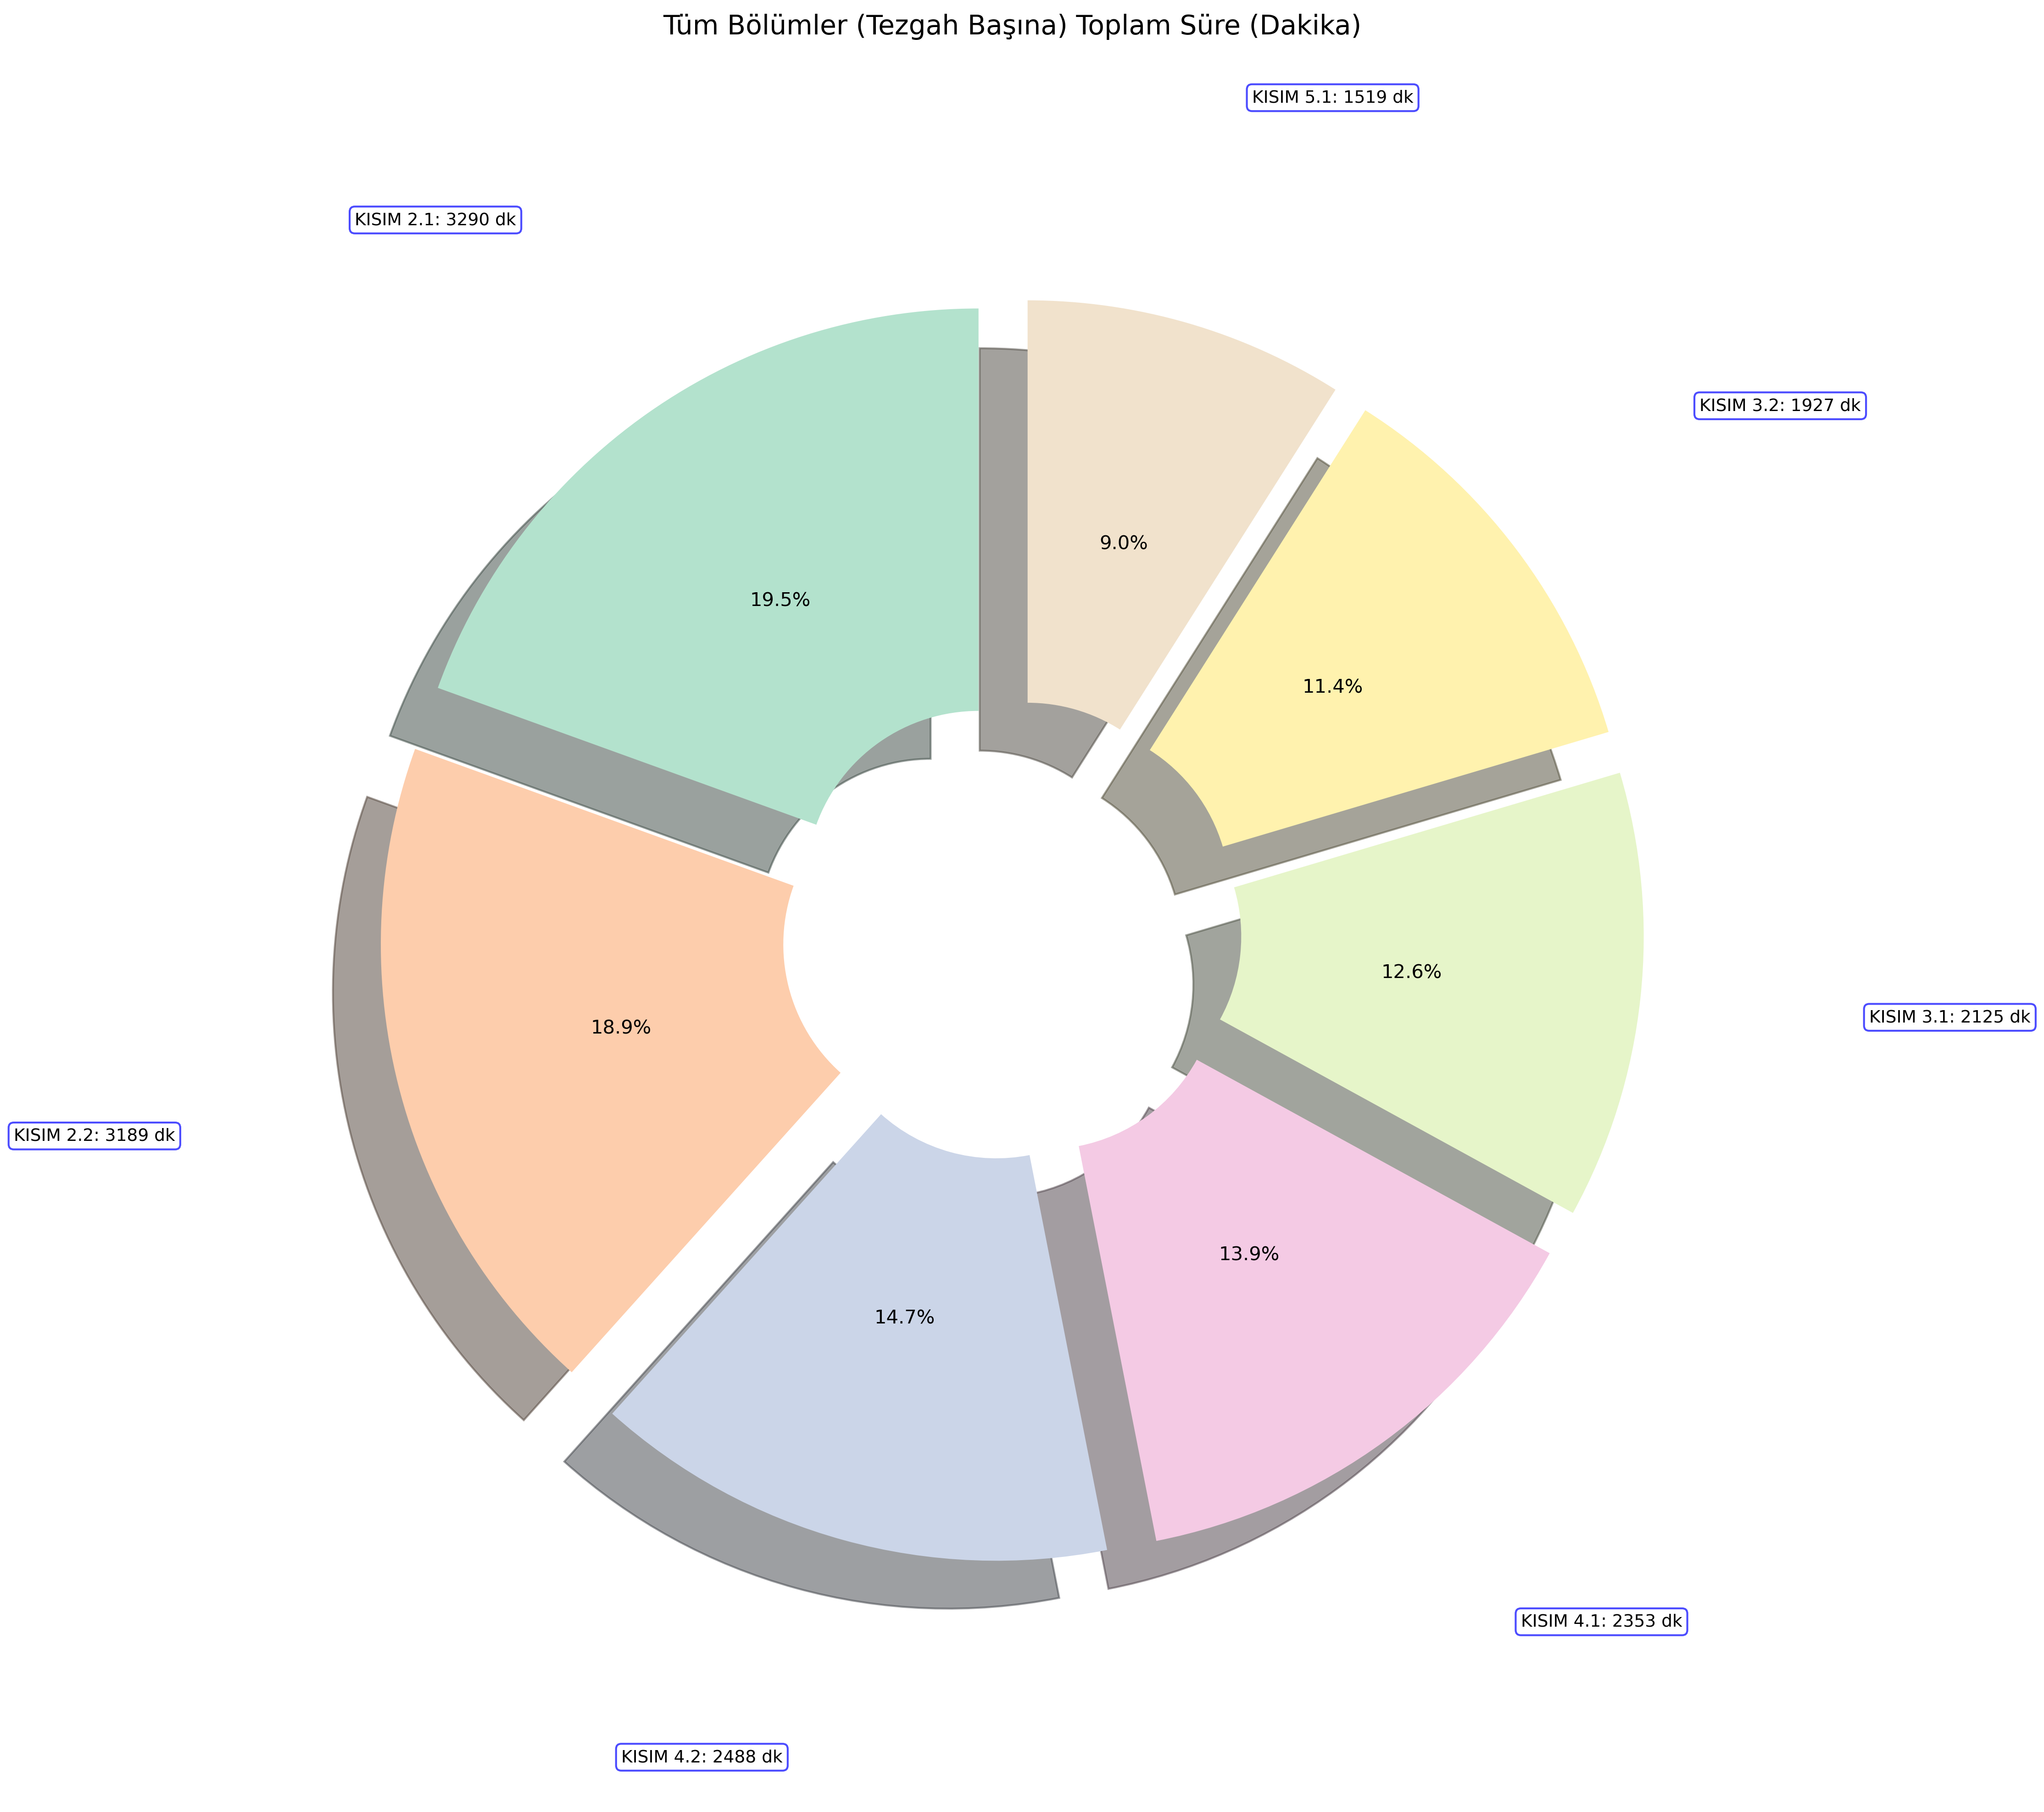 Tüm Bölümler (Tezgah Başına) Toplam Süre (Dakika)
KISIM 5.1: 1519 dk
KISIM 2.1: 3290 dk
KISIM 3.2: 1927 dk
9.0%
19.5%
11.4%
12.6%
KISIM 3.1: 2125 dk
18.9%
KISIM 2.2: 3189 dk
13.9%
14.7%
KISIM 4.1: 2353 dk
KISIM 4.2: 2488 dk